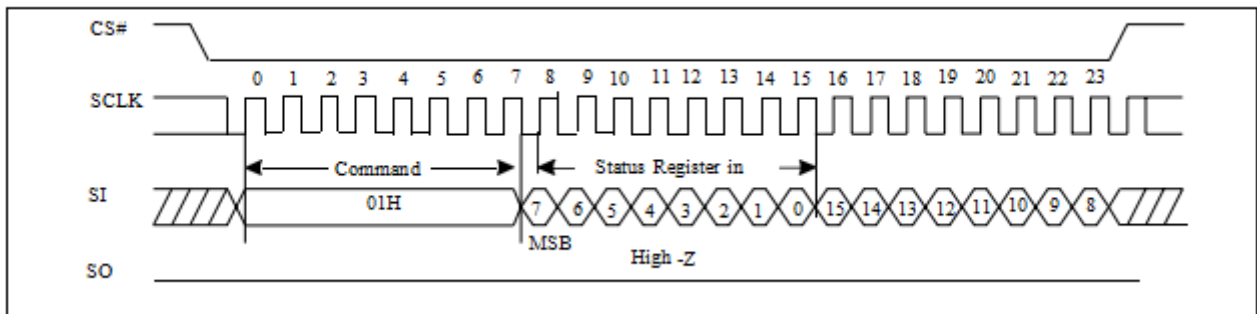 CS#
0 1 2 3 4 5 6 7 8 9 10 11 12 13 14 15 16 17 18 19 20 21 22 23
SCLK
Command Status Register in
SI
01H 7 6 5 4 3 2 1 0 15 14 13 12 11 10 9 8
MSB
High -Z
SO